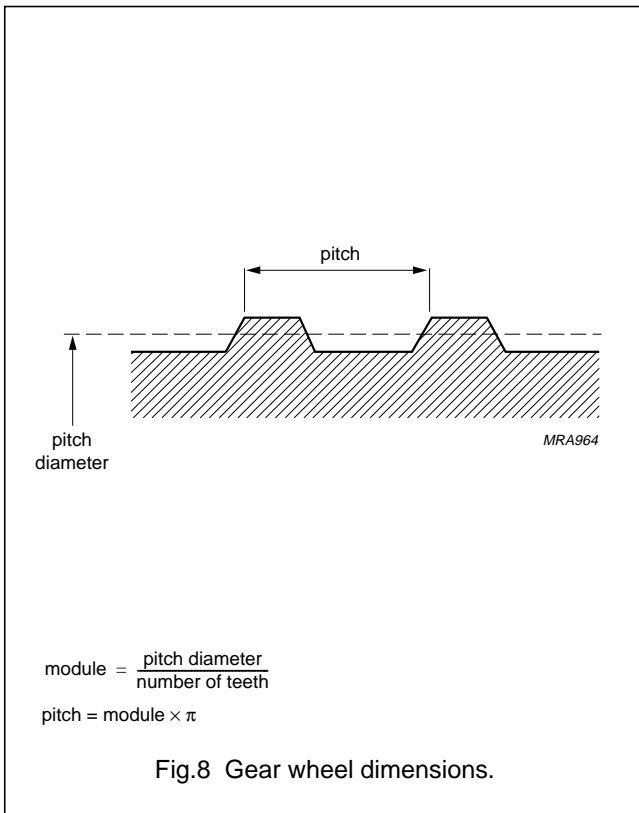 pitch
pitch
diameter
MRA964
module = pitch diameter / number of teeth
pitch = module × π
Fig.8 Gear wheel dimensions.